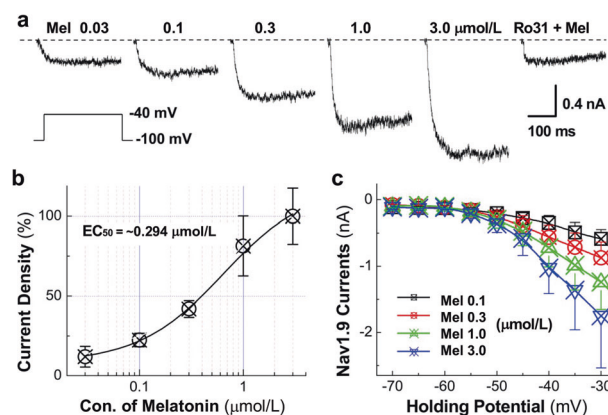 a
Mel 0.03 0.1 0.3 1.0 3.0 μmol/L Ro31 + Mel
-40 mV
-100 mV
0.4 nA
100 ms
b
Current Density (%)
100
50
0
EC50 = ~0.294 μmol/L
0.1 1
Con. of Melatonin (μmol/L)
c
Nav1.9 Currents (nA)
0
-1
-2
Mel 0.1
Mel 0.3
Mel 1.0
Mel 3.0
(μmol/L)
-70 -60 -50 -40 -30
Holding Potential (mV)